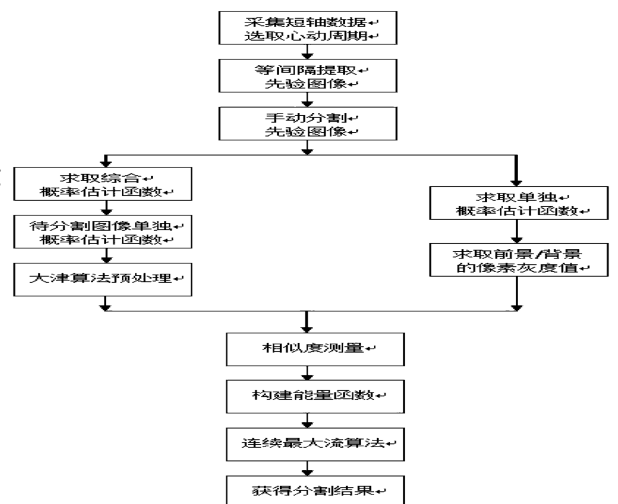 采集短轴数据
选取心动周期
等间隔提取
先验图像
手动分割
先验图像
求取综合
概率估计函数
待分割图像单独
概率估计函数
大津算法预处理
求取单独
概率估计函数
求取前景/背景
的像素灰度值
相似度测量
构建能量函数
连续最大流算法
获得分割结果